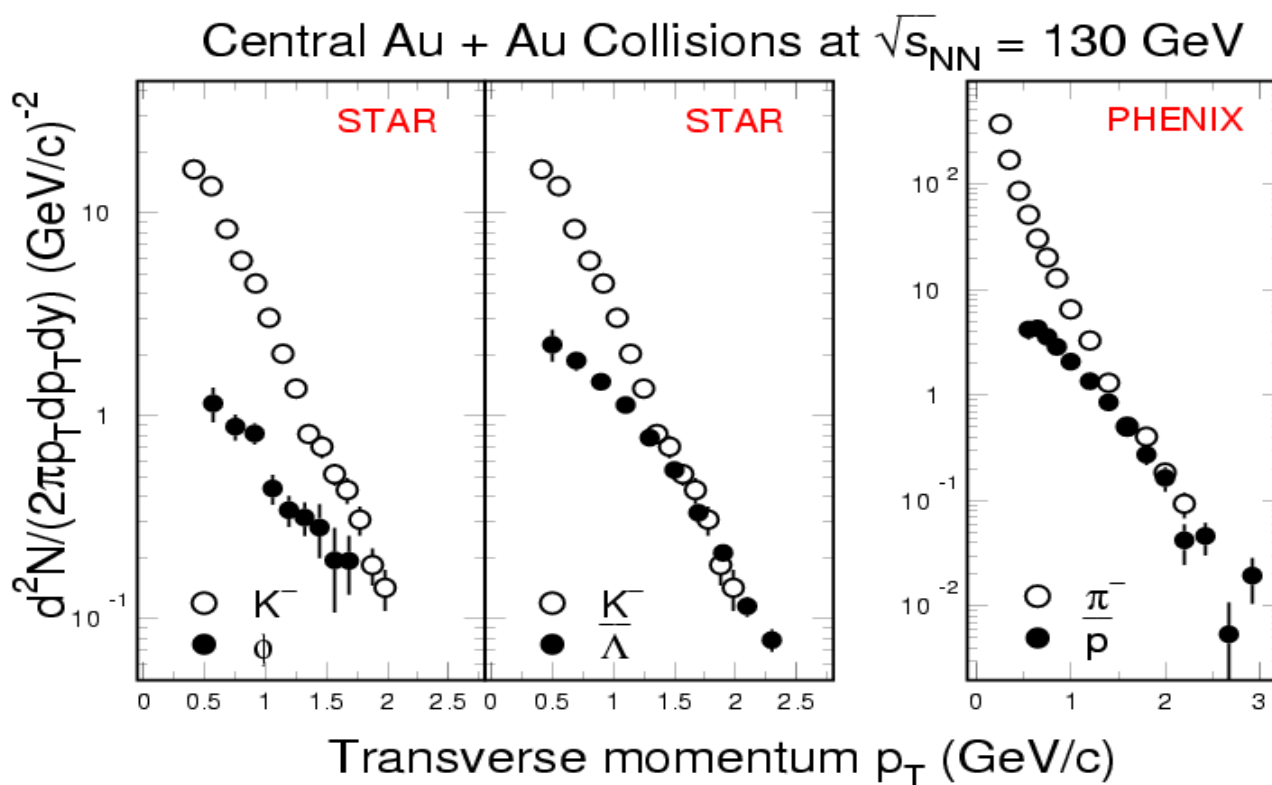 Central Au + Au Collisions at √s̅NN = 130 GeV
d²N/(2πpTdpTdy) (GeV/c)⁻²
STAR
10
1
10⁻¹
K⁻
ϕ
0 0.5 1 1.5 2 2.5
STAR
K⁻
Λ̅
0 0.5 1 1.5 2 2.5
PHENIX
10²
10
1
10⁻¹
10⁻²
π⁻
p̅
0 1 2 3
Transverse momentum pT (GeV/c)